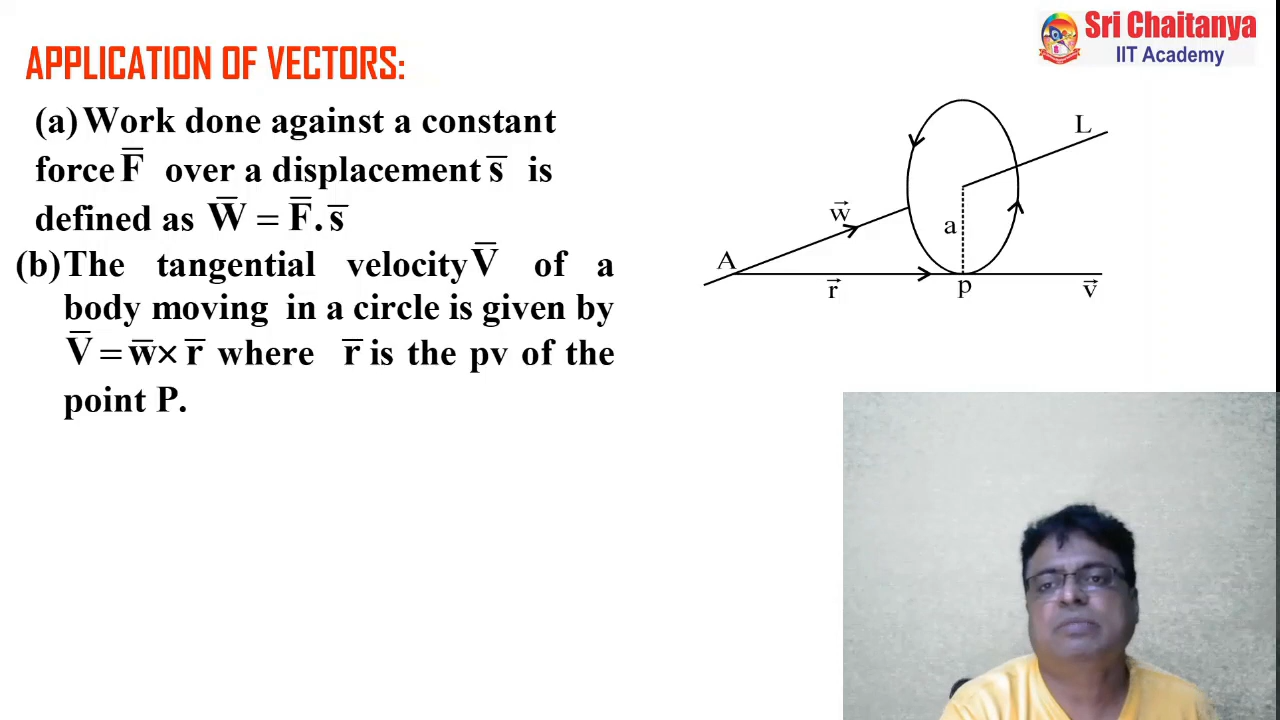 Sri Chaitanya
IIT Academy
APPLICATION OF VECTORS:
(a) Work done against a constant
force F̅ over a displacement s̅ is
defined as W̅ = F̅.s̅
(b) The tangential velocity V̅ of a
body moving in a circle is given by
V̅ = w̅× r̅ where r̅ is the pv of the
point P.
L
w⃗
a
A
r⃗
p
v⃗